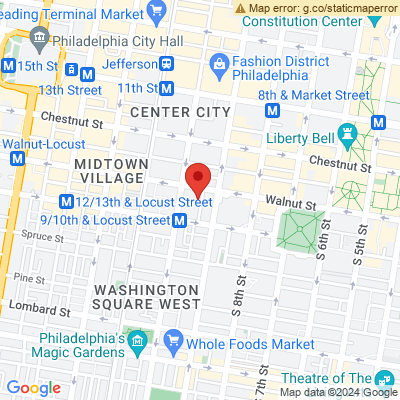 Map error: g.co/staticmaperror
eading Terminal Market
Constitution Center
Philadelphia City Hall
Jefferson
15th St
Fashion District
Philadelphia
13th Street
11th St
8th & Market Street
CENTER CITY
Chestnut St
Liberty Bell
Walnut-Locust
Chestnut St
MIDTOWN
VILLAGE
12/13th & Locust Street
Walnut St
9/10th & Locust Street
Spruce St
S 6th St
S 5th St
Pine St
WASHINGTON
SQUARE WEST
S 8th St
Lombard St
Philadelphia's
Magic Gardens
Whole Foods Market
S 7th St
Theatre of The
Google
Map data ©2024 Google